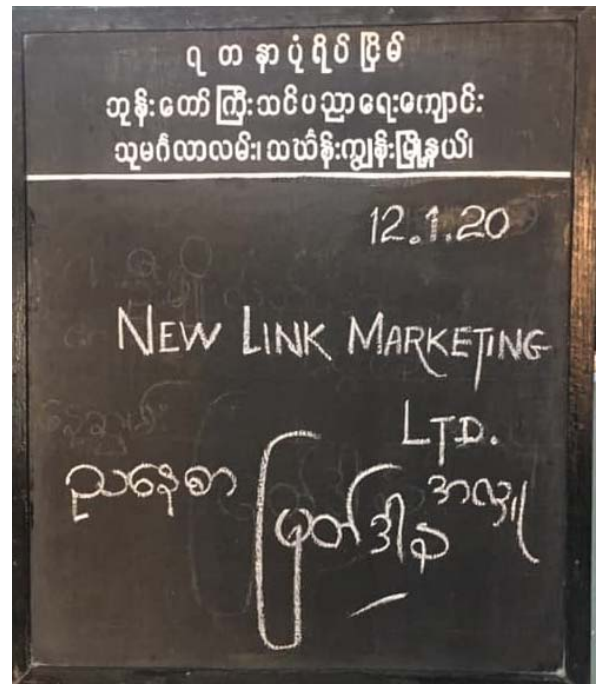 ရတနာပုံရိပ်ငြိမ်
ဘုန်းတော်ကြီးသင်ပညာရေးကျောင်း
သုမင်္ဂလာလမ်း၊ သင်္ဃန်းကျွန်းမြို့နယ်၊
12.1.20
NEW LINK MARKETING
LTD.
ညနေစာ မြတ်ဒါန အလှူ